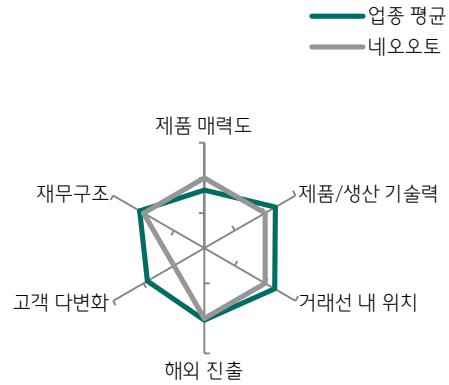 업종 평균
네오오토
제품 매력도
재무구조
제품/생산 기술력
고객 다변화
거래선 내 위치
해외 진출